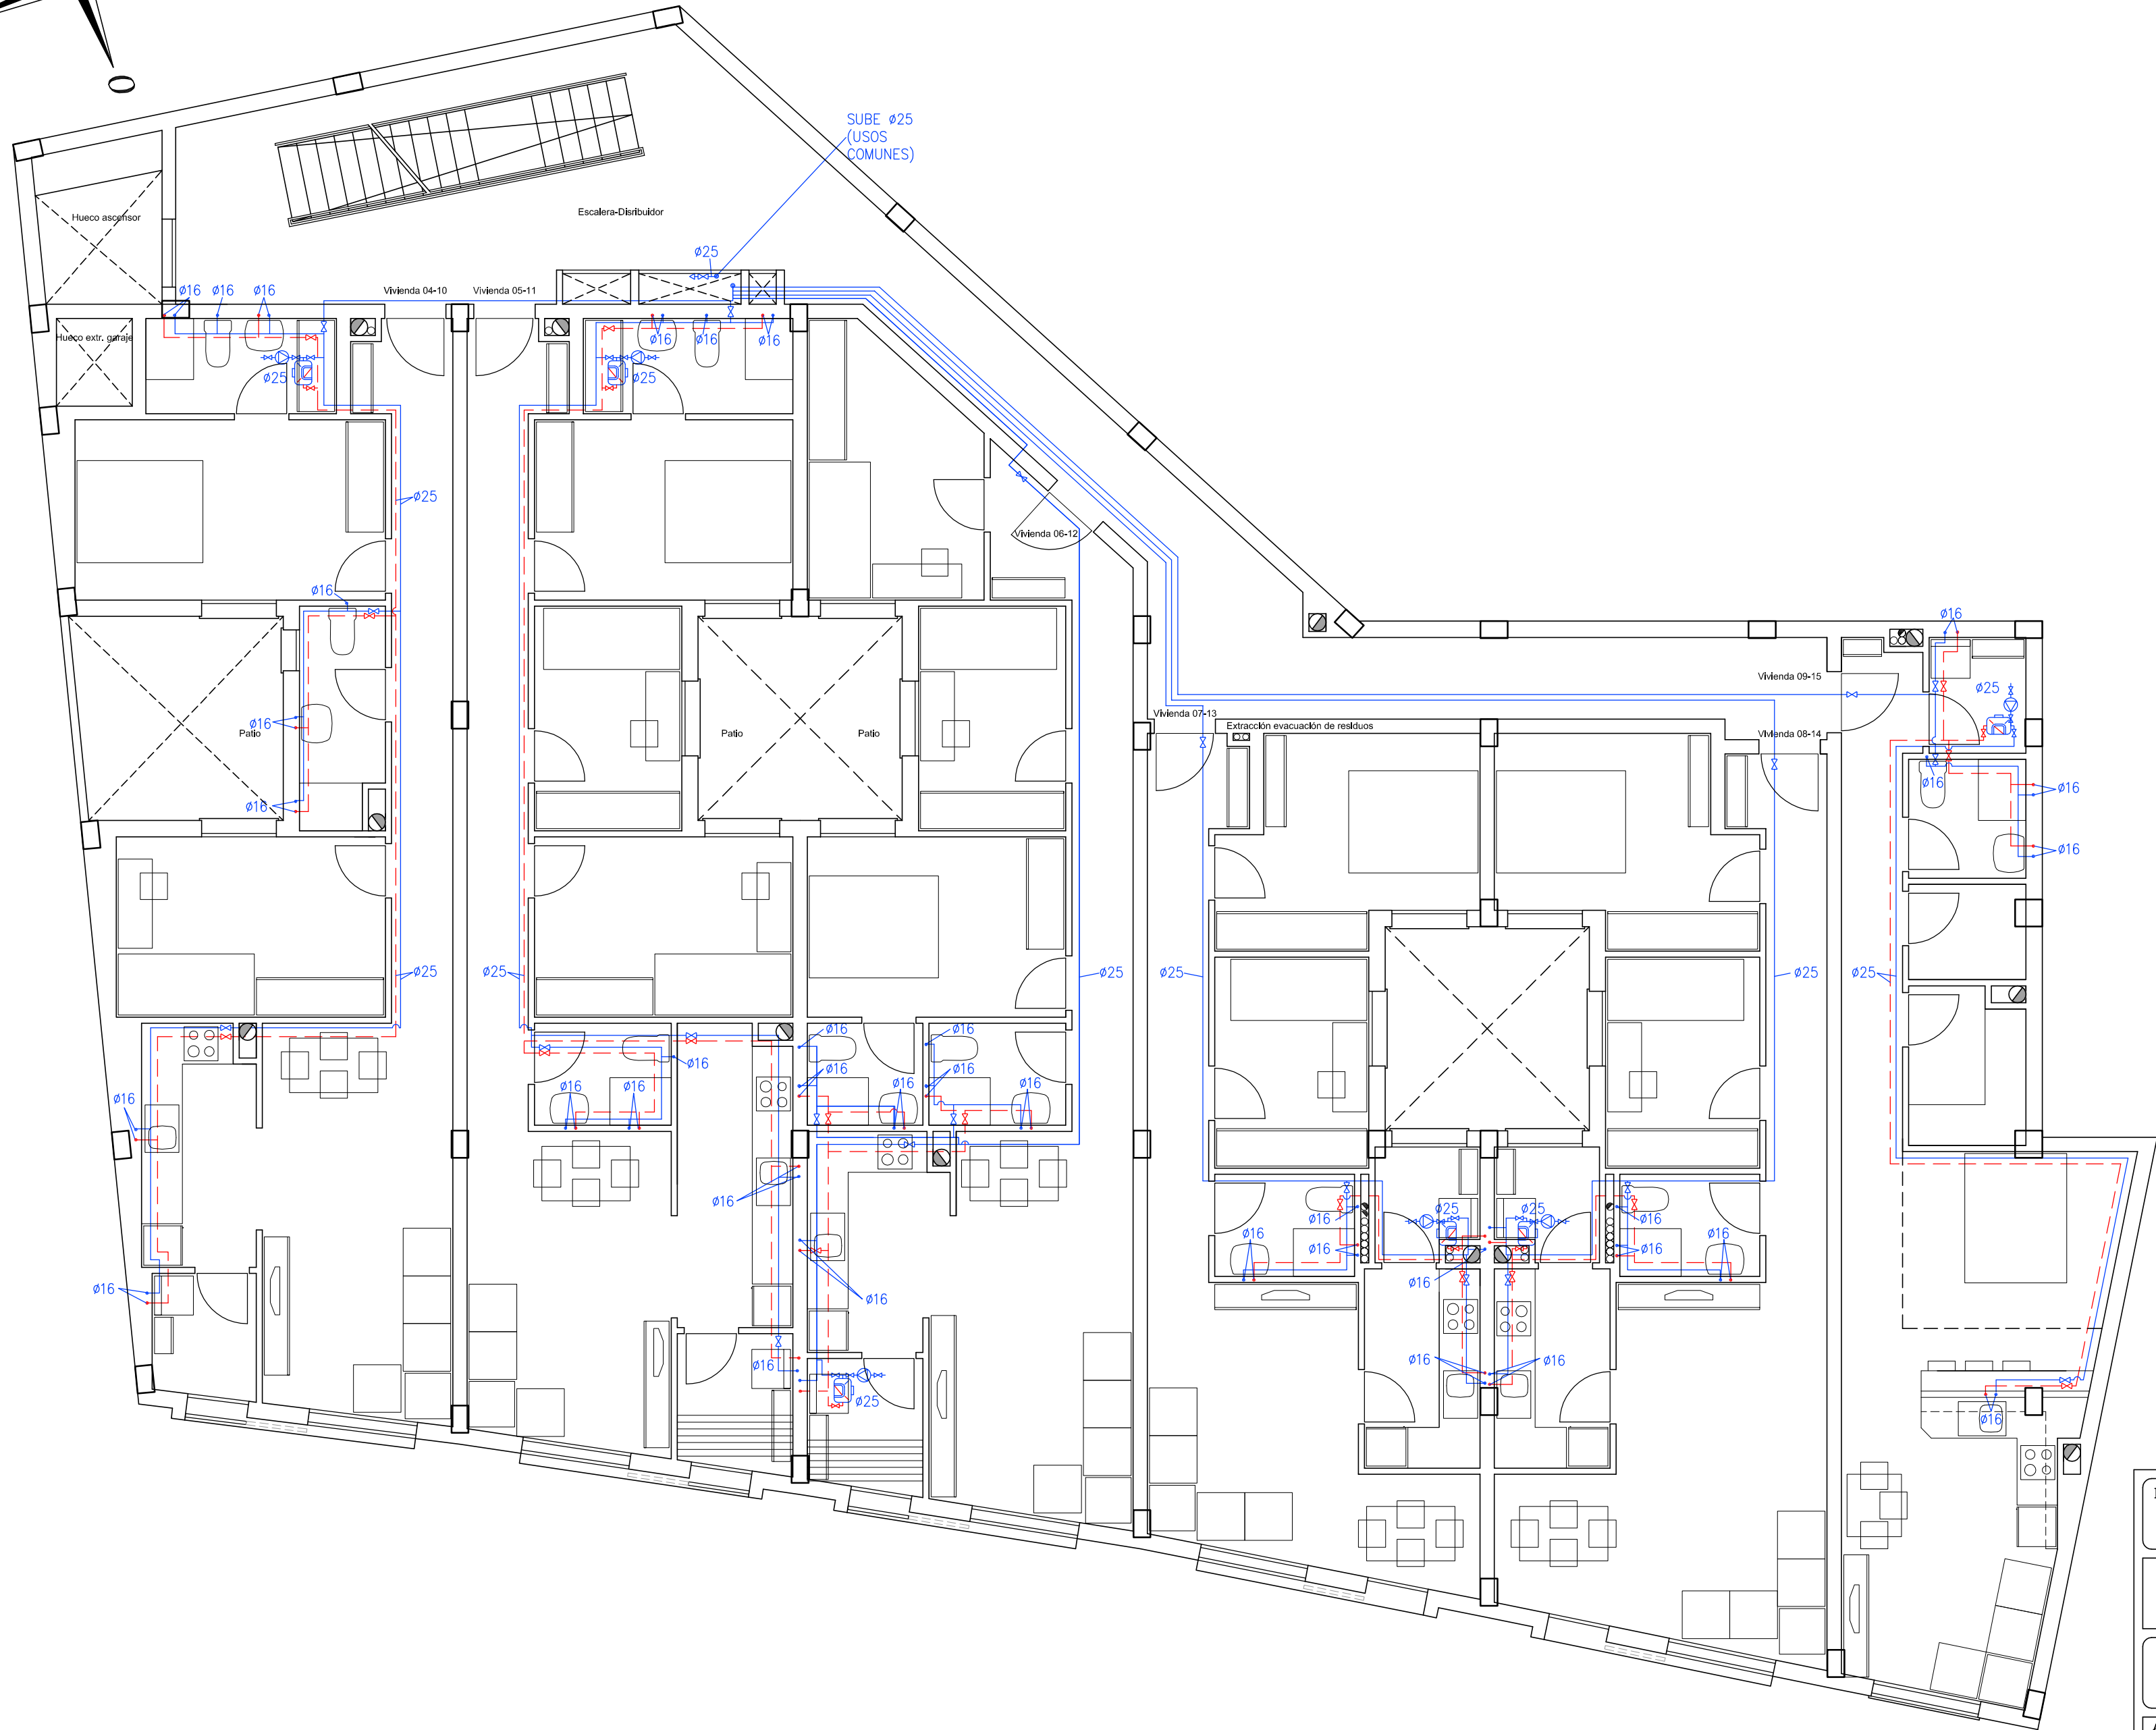 SUBE ø25
(USOS
COMUNES)
Hueco ascensor
Escalera-Disribuidor
ø25
ø16
ø16
ø16
Vivienda 04-10
Vivienda 05-11
Hueco extr. garaje
ø16
ø16
ø16
ø25
ø25
ø25
Vivienda 06-12
ø16
ø16
Vivienda 09-15
ø25
Vivienda 07-13
Extracción evacuación de residuos
Vivienda 08-14
ø16
Patio
Patio
Patio
ø16
ø16
ø16
ø16
ø25
ø25
ø25
ø25
ø25
ø25
ø16
ø16
ø16
ø16
ø16
ø16
ø16
ø16
ø16
ø16
ø16
ø16
ø25
ø25
ø16
ø16
ø16
ø16
ø16
ø16
ø16
ø16
ø16
ø16
ø16
ø16
ø16
ø25
ø16